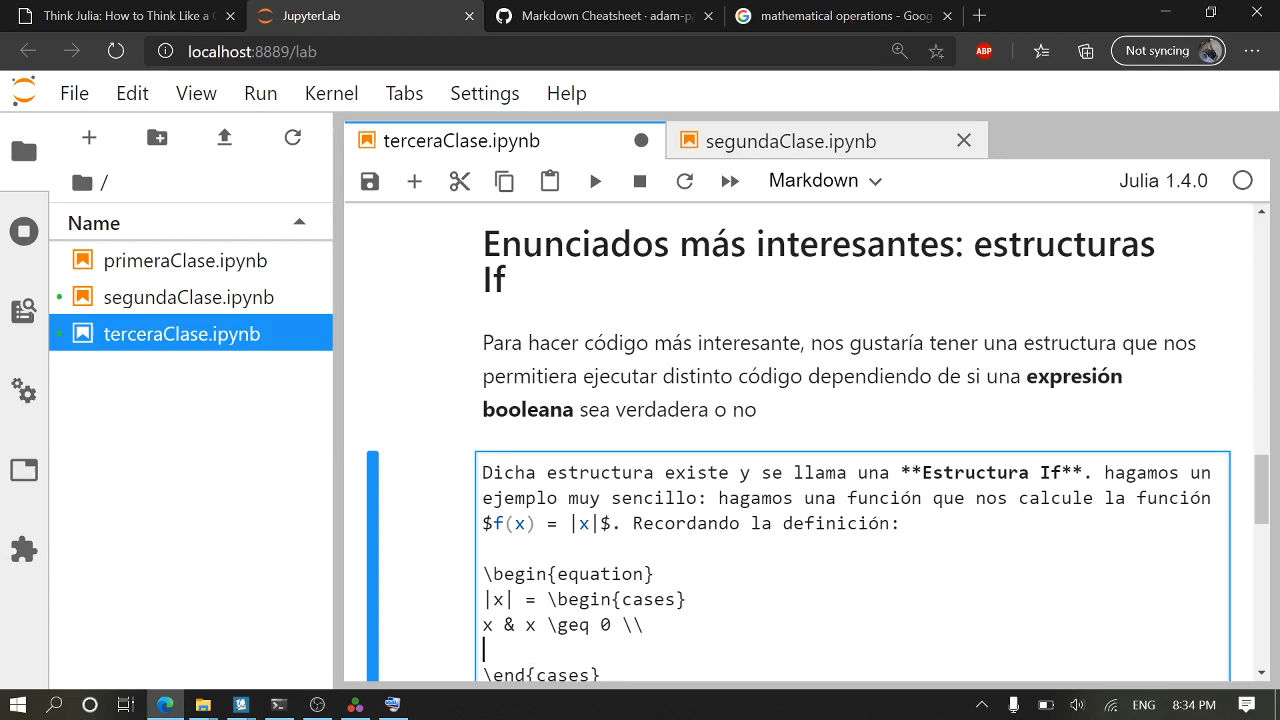 Think Julia: How to Think Like a C
JupyterLab
Markdown Cheatsheet · adam-p
mathematical operations - Goog
localhost:8889/lab
ABP
Not syncing
File Edit View Run Kernel Tabs Settings Help
terceraClase.ipynb
segundaClase.ipynb
/
Markdown
Julia 1.4.0
Name
primeraClase.ipynb
segundaClase.ipynb
terceraClase.ipynb
Enunciados más interesantes: estructuras
If
Para hacer código más interesante, nos gustaría tener una estructura que nos
permitiera ejecutar distinto código dependiendo de si una expresión
booleana sea verdadera o no
Dicha estructura existe y se llama una **Estructura If**. hagamos un
ejemplo muy sencillo: hagamos una función que nos calcule la función
$f(x) = |x|$. Recordando la definición:
\begin{equation}
|x| = \begin{cases}
x & x \geq 0 \\
\end{cases}
ENG
8:34 PM